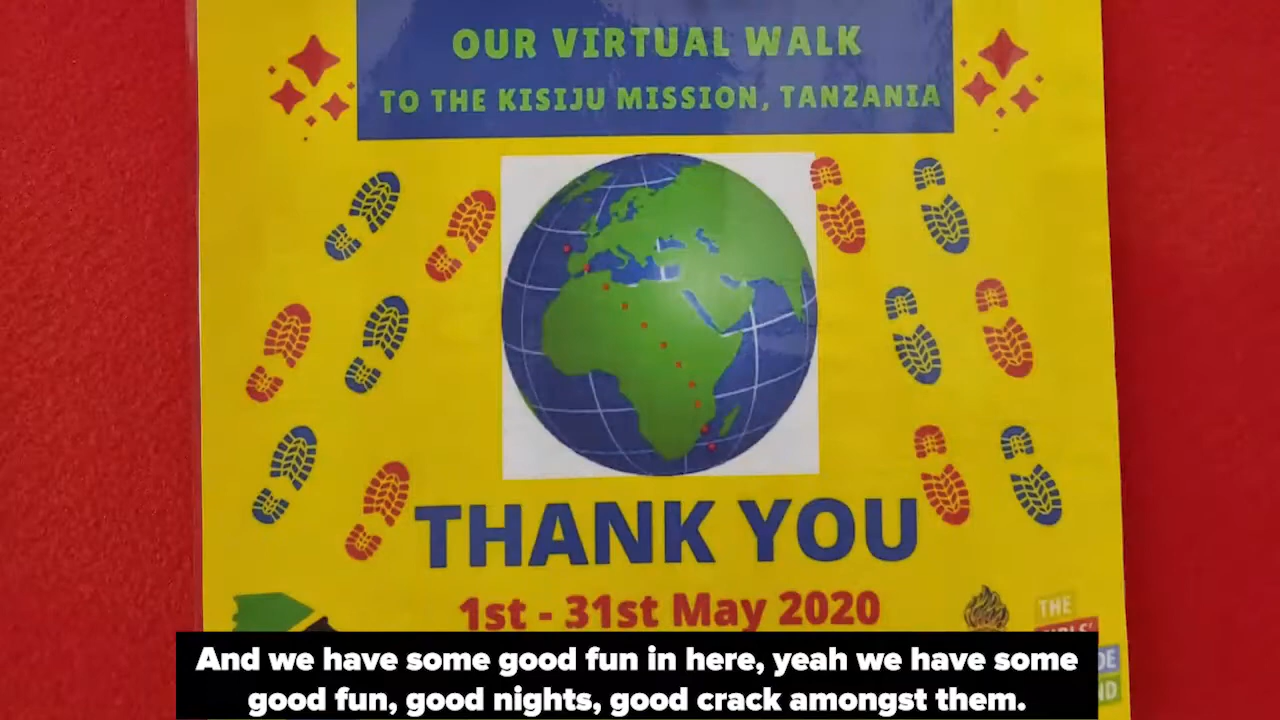 OUR VIRTUAL WALK
TO THE KISIJU MISSION, TANZANIA
THANK YOU
1st - 31st May 2020
THE
And we have some good fun in here, yeah we have some
good fun, good nights, good crack amongst them.